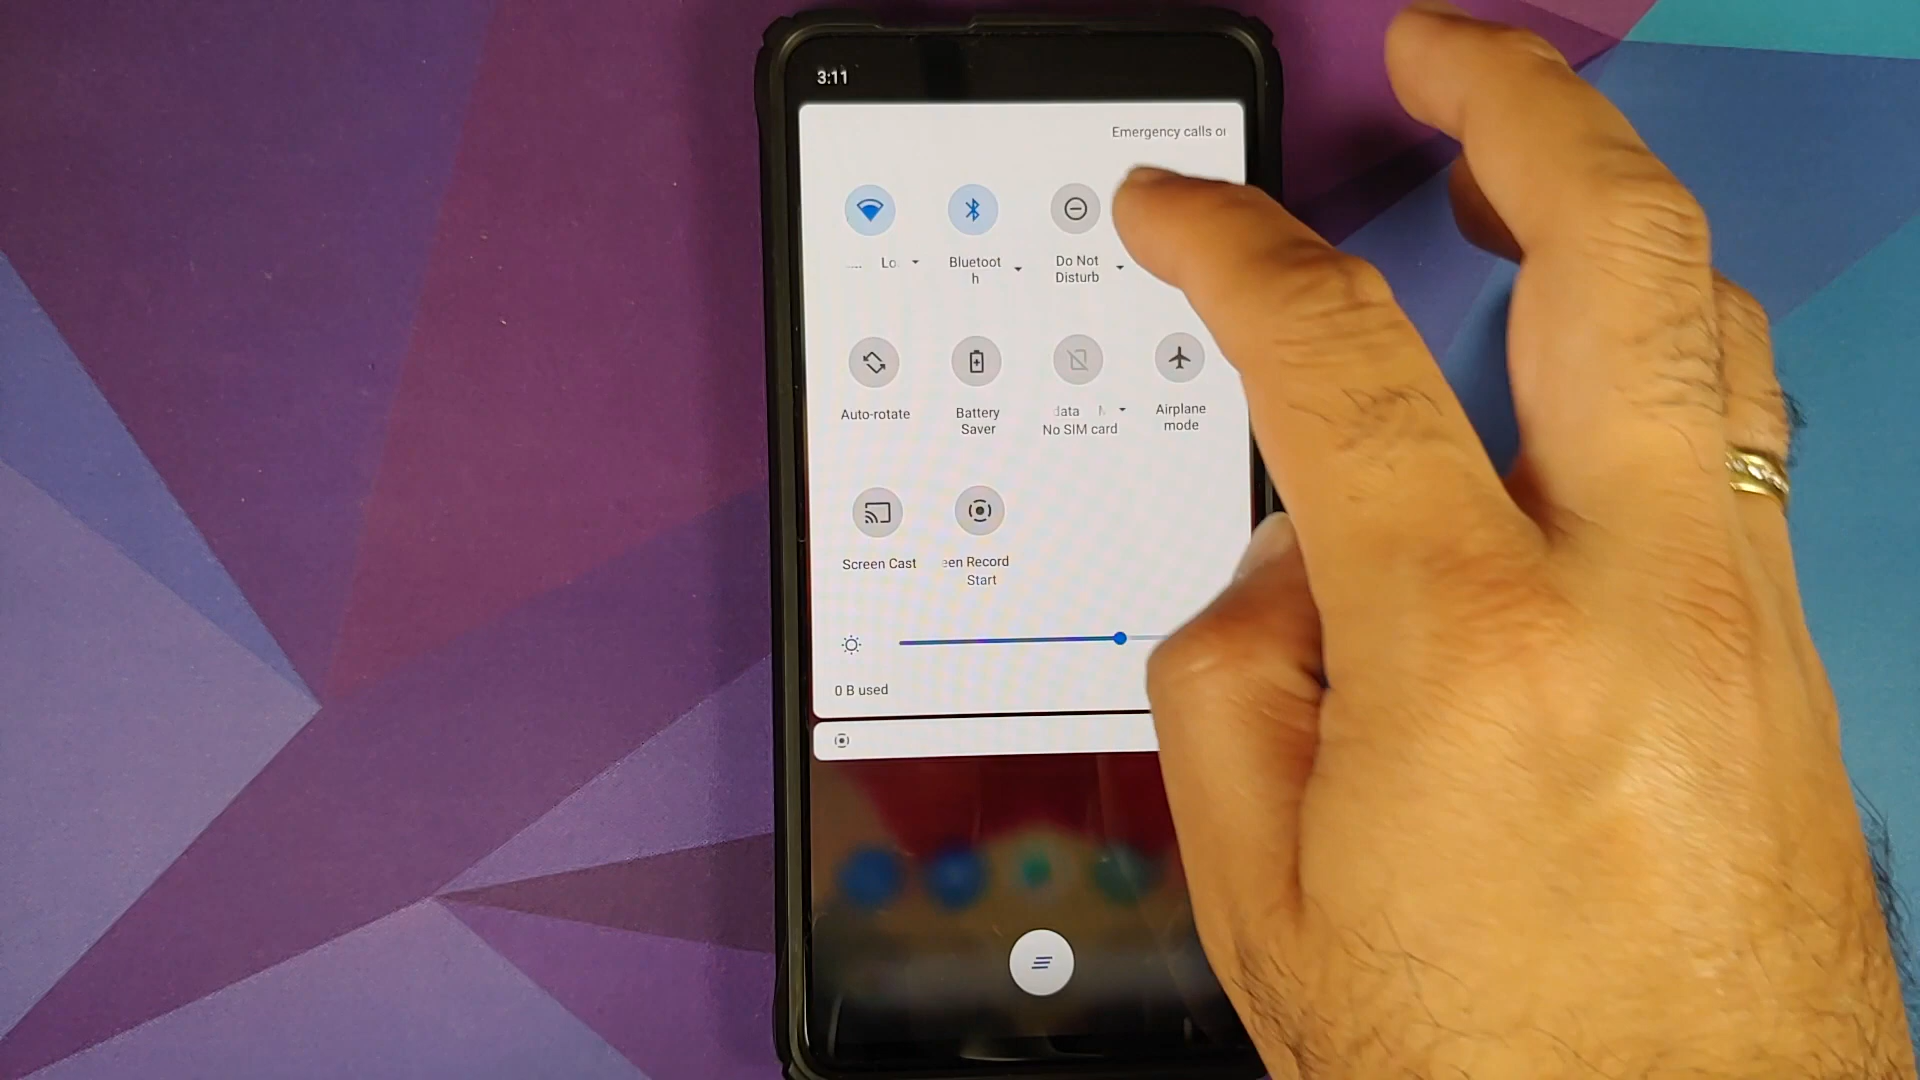 3:11
Emergency calls
Lo
Bluetoot
h
Do Not
Disturb
Auto-rotate
Battery
Saver
data
No SIM card
Airplane
mode
Screen Cast
een Record
Start
0 B used